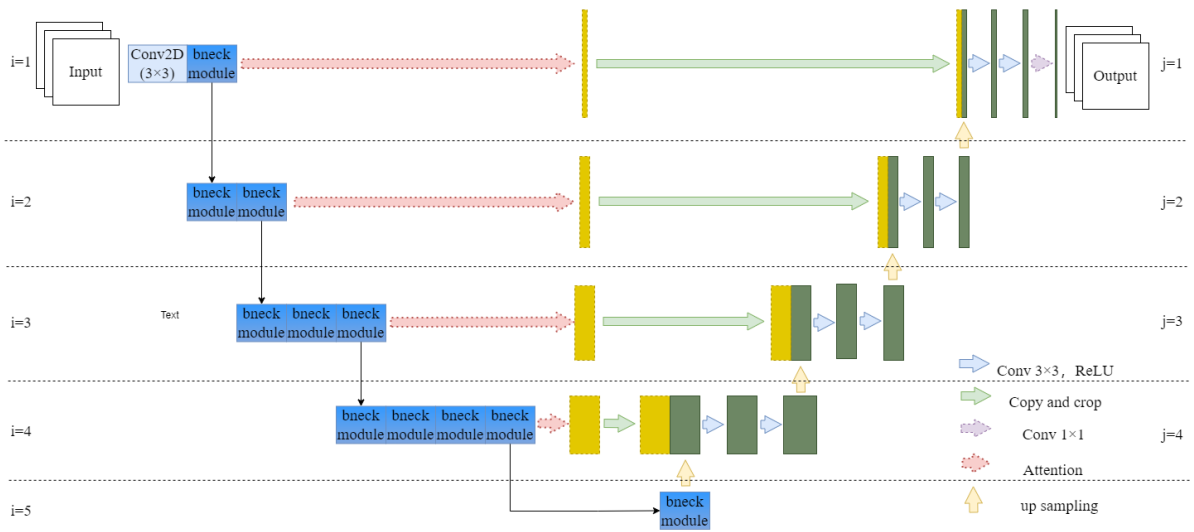 i=1
Input
Conv2D
(3×3)
bneck
module
Output
j=1
i=2
bneck bneck
module module
j=2
i=3
Text
bneck bneck bneck
module module module
j=3
Conv 3×3, ReLU
i=4
bneck bneck bneck bneck
module module module module
Copy and crop
Conv 1×1
j=4
Attention
i=5
bneck
module
up sampling